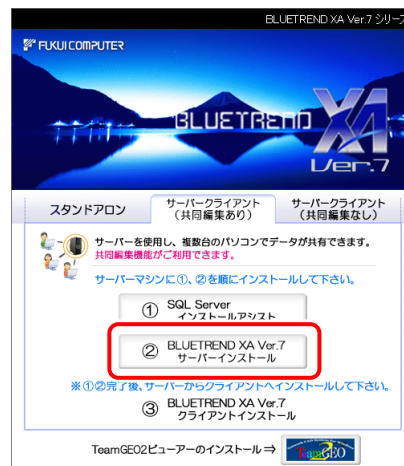 BLUETREND XA Ver.7 シリーズ
FUKUI COMPUTER
BLUETREND XA
Ver.7
スタンドアロン
サーバークライアント
（共同編集あり）
サーバークライアント
（共同編集なし）
サーバーを使用し、複数台のパソコンでデータが共有できます。
共同編集機能がご利用できます。
サーバーマシンに①、②を順にインストールして下さい。
① SQL Server
インストールアシスト
② BLUETREND XA Ver.7
サーバーインストール
※①②完了後、サーバーからクライアントへインストールして下さい。
③ BLUETREND XA Ver.7
クライアントインストール
TeamGEO2ビューアーのインストール⇒
TeamGEO